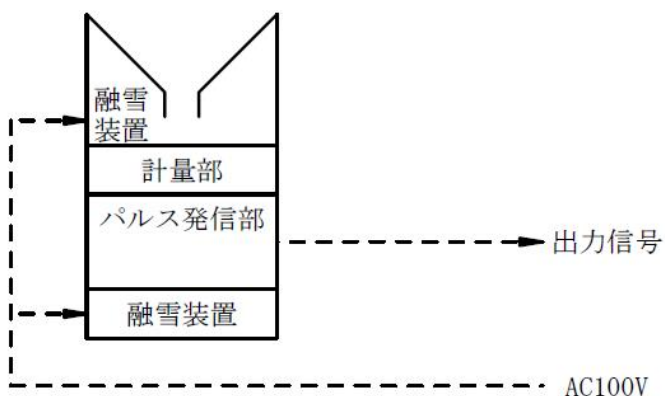 融雪
装置
計量部
パルス発信部
出力信号
融雪装置
AC100V